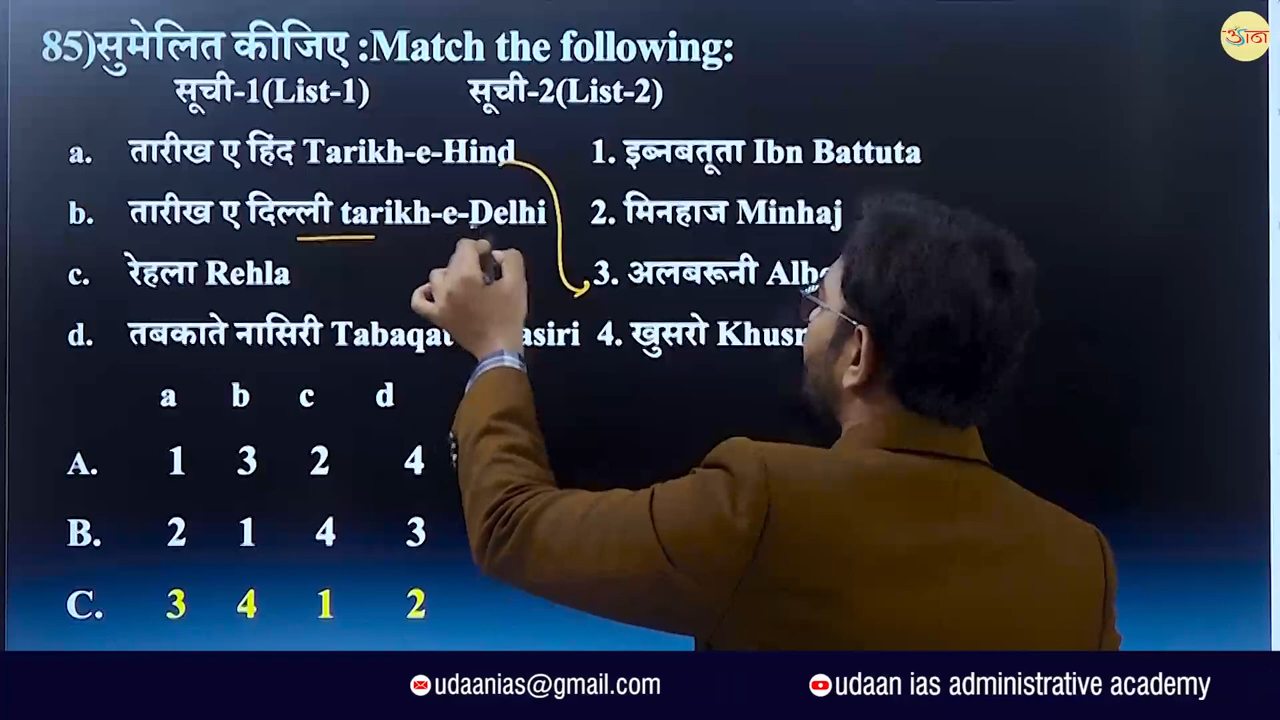 85)सुमेलित कीजिए :Match the following:
सूची-1(List-1) सूची-2(List-2)
a. तारीख ए हिंद Tarikh-e-Hind 1. इब्नबतूता Ibn Battuta
b. तारीख ए दिल्ली tarikh-e-Delhi 2. मिनहाज Minhaj
c. रेहला Rehla 3. अलबरूनी
d. तबकाते नासिरी 4. खुसरो
a b c d
A. 1 3 2 4
B. 2 1 4 3
C. 3 4 1 2
udaanias@gmail.com udaan ias administrative academy